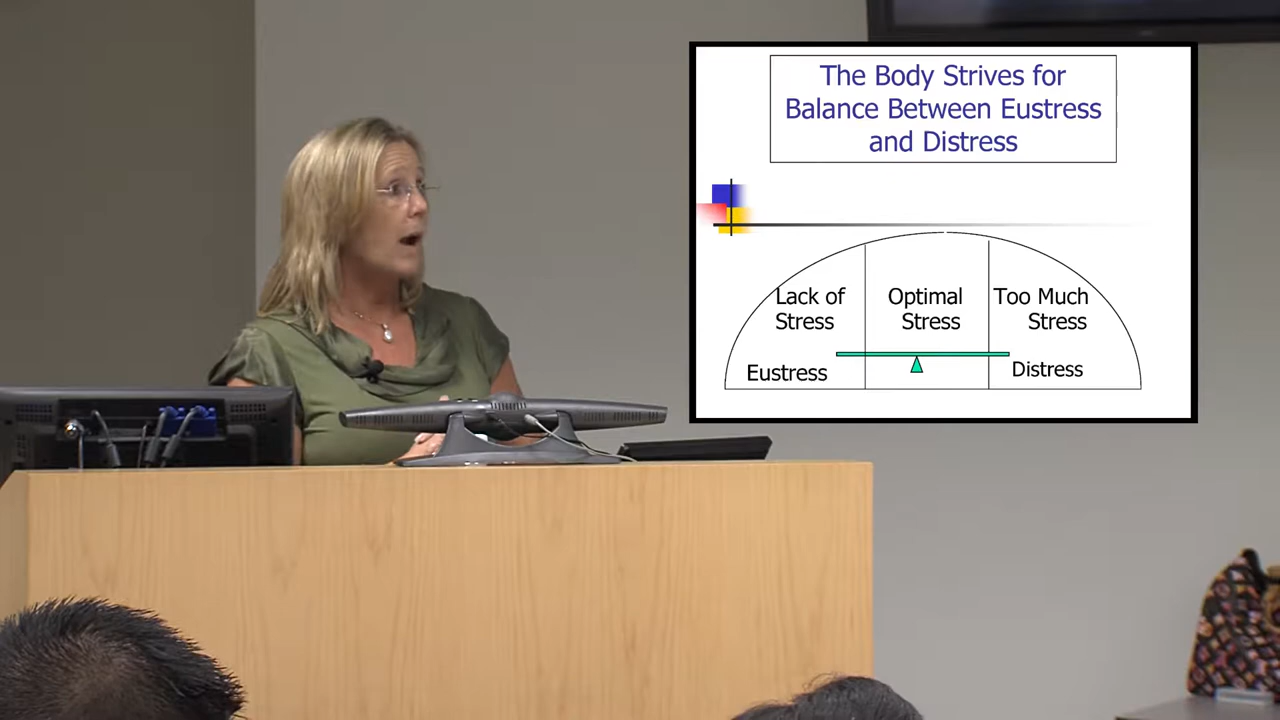 The Body Strives for
Balance Between Eustress
and Distress
Lack of
Stress
Optimal
Stress
Too Much
Stress
Eustress
Distress